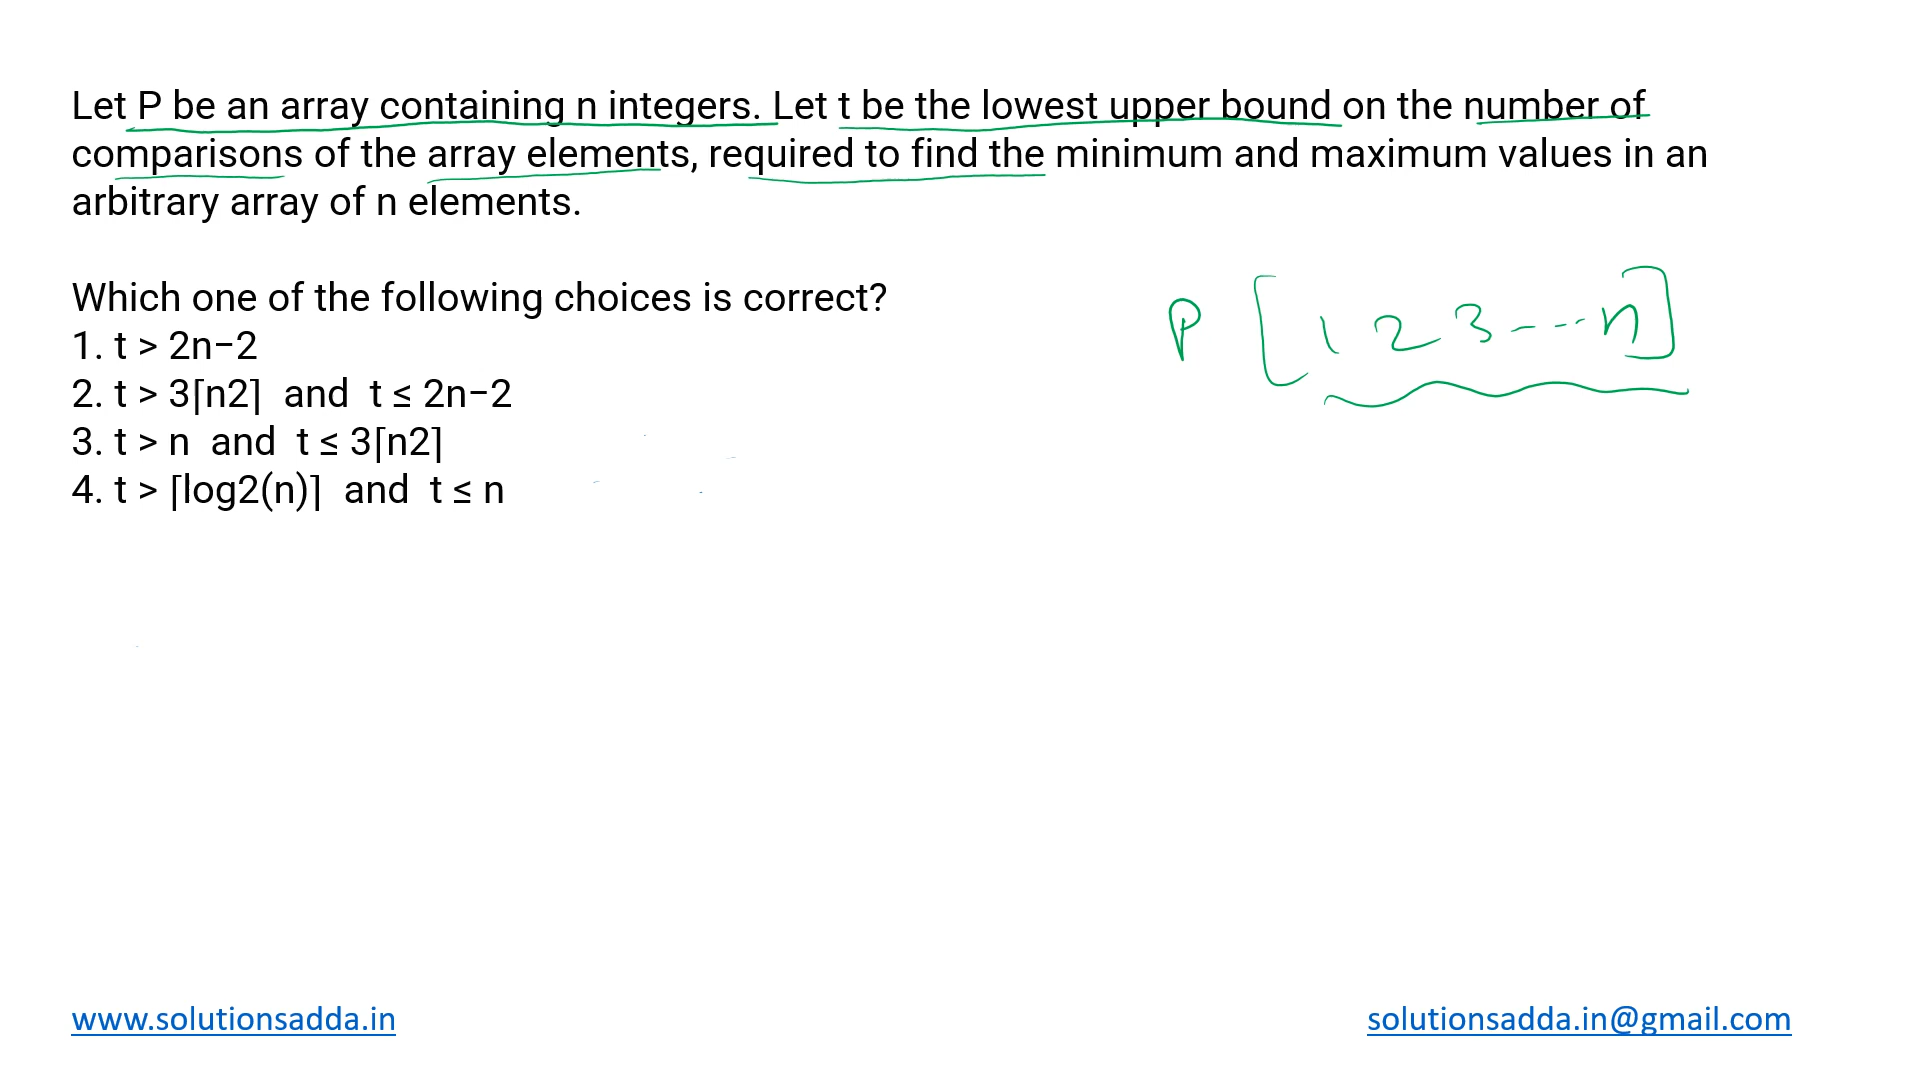 Let P be an array containing n integers. Let t be the lowest upper bound on the number of
comparisons of the array elements, required to find the minimum and maximum values in an
arbitrary array of n elements.
Which one of the following choices is correct?
1. t > 2n−2
2. t > 3⌈n2⌉ and t ≤ 2n−2
3. t > n and t ≤ 3⌈n2⌉
4. t > ⌈log2(n)⌉ and t ≤ n
P [ 1 2 3 --- n ]
www.solutionsadda.in
solutionsadda.in@gmail.com